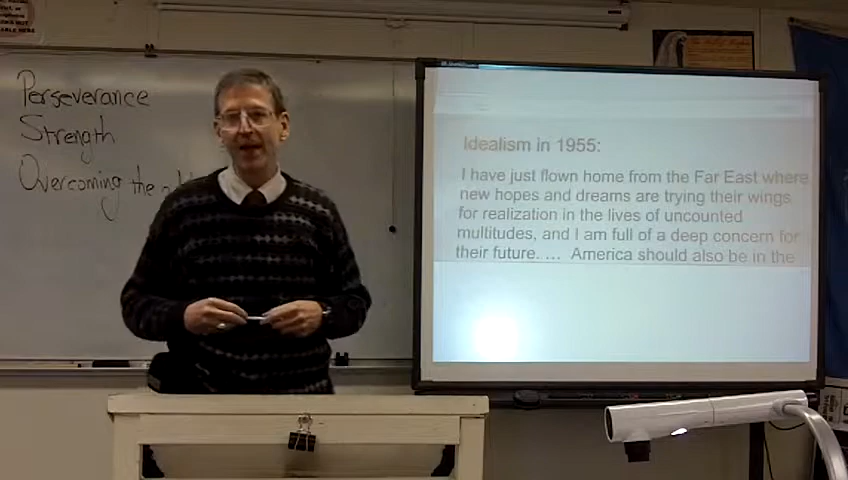 Perseverance
Strength
Overcoming the
Idealism in 1955:
I have just flown home from the Far East where
new hopes and dreams are trying their wings
for realization in the lives of uncounted
multitudes, and I am full of a deep concern for
their future…. America should also be in the